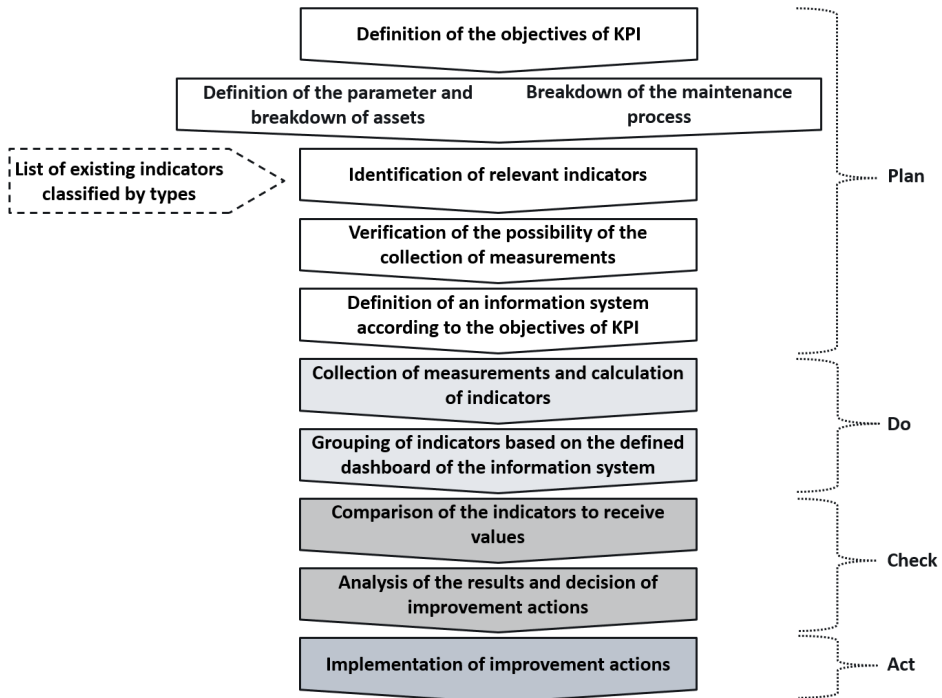 Definition of the objectives of KPI
Definition of the parameter and
breakdown of assets
Breakdown of the maintenance
process
List of existing indicators
classified by types
Identification of relevant indicators
Plan
Verification of the possibility of the
collection of measurements
Definition of an information system
according to the objectives of KPI
Collection of measurements and calculation
of indicators
Do
Grouping of indicators based on the defined
dashboard of the information system
Comparison of the indicators to receive
values
Check
Analysis of the results and decision of
improvement actions
Implementation of improvement actions
Act